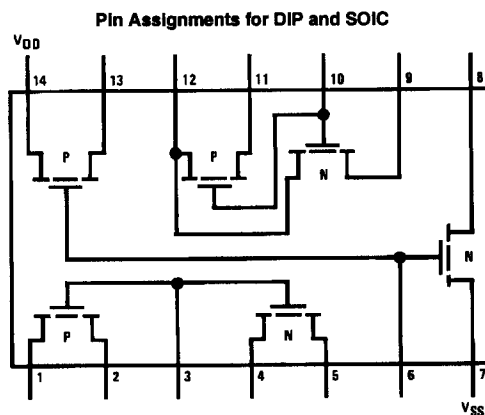 Pin Assignments for DIP and SOIC
VDD
14 13 12 11 10 9 8
P P N
N
P N
1 2 3 4 5 6 7
VSS